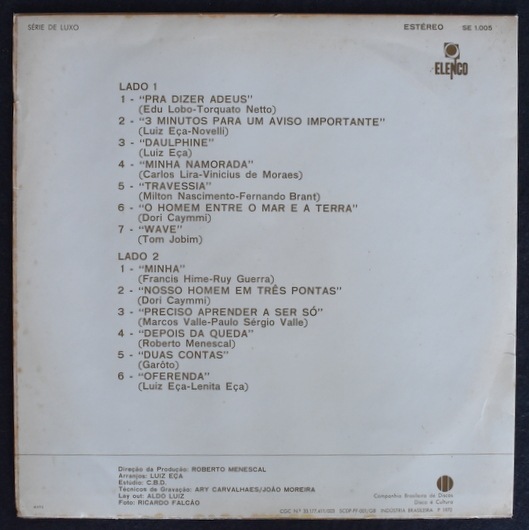 SÉRIE DE LUXO
ESTÉREO SE 1.005
ELENCO
LADO 1
1 - "PRA DIZER ADEUS"
(Edu Lobo-Torquato Netto)
2 - "3 MINUTOS PARA UM AVISO IMPORTANTE"
(Luiz Eça-Novelli)
3 - "DAULPHINE"
(Luiz Eça)
4 - "MINHA NAMORADA"
(Carlos Lira-Vinicius de Moraes)
5 - "TRAVESSIA"
(Milton Nascimento-Fernando Brant)
6 - "O HOMEM ENTRE O MAR E A TERRA"
(Dori Caymmi)
7 - "WAVE"
(Tom Jobim)
LADO 2
1 - "MINHA"
(Francis Hime-Ruy Guerra)
2 - "NOSSO HOMEM EM TRÊS PONTAS"
(Dori Caymmi)
3 - "PRECISO APRENDER A SER SÓ"
(Marcos Valle-Paulo Sérgio Valle)
4 - "DEPOIS DA QUEDA"
(Roberto Menescal)
5 - "DUAS CONTAS"
(Garôto)
6 - "OFERENDA"
(Luiz Eça-Lenita Eça)
Direção da Produção: ROBERTO MENESCAL
Arranjos: LUIZ EÇA
Estúdio: C.B.D.
Técnicos de Gravação: ARY CARVALHAES/JOÃO MOREIRA
Lay out: ALDO LUIZ
Foto: RICARDO FALCÃO
Companhia Brasileira de Discos
Disco é Cultura
INDÚSTRIA BRASILEIRA